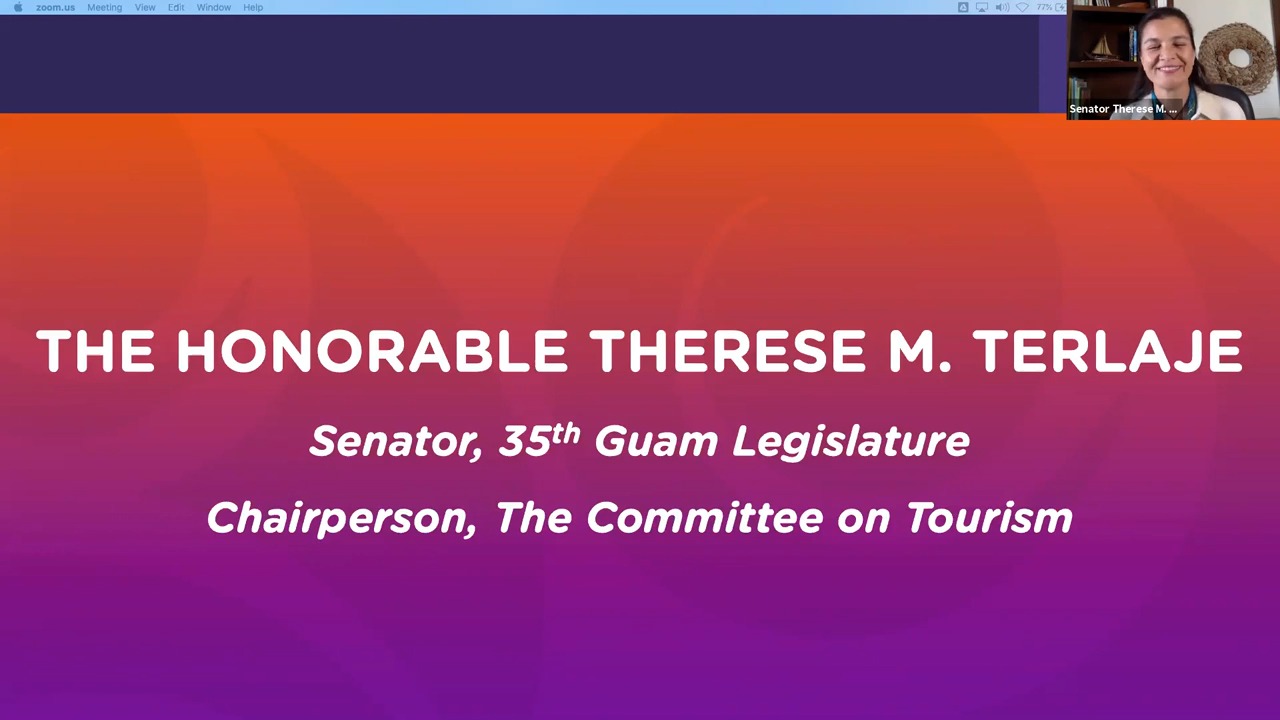 zoom.us Meeting View Edit Window Help 77%
Senator Therese M. ...
THE HONORABLE THERESE M. TERLAJE
Senator, 35th Guam Legislature
Chairperson, The Committee on Tourism